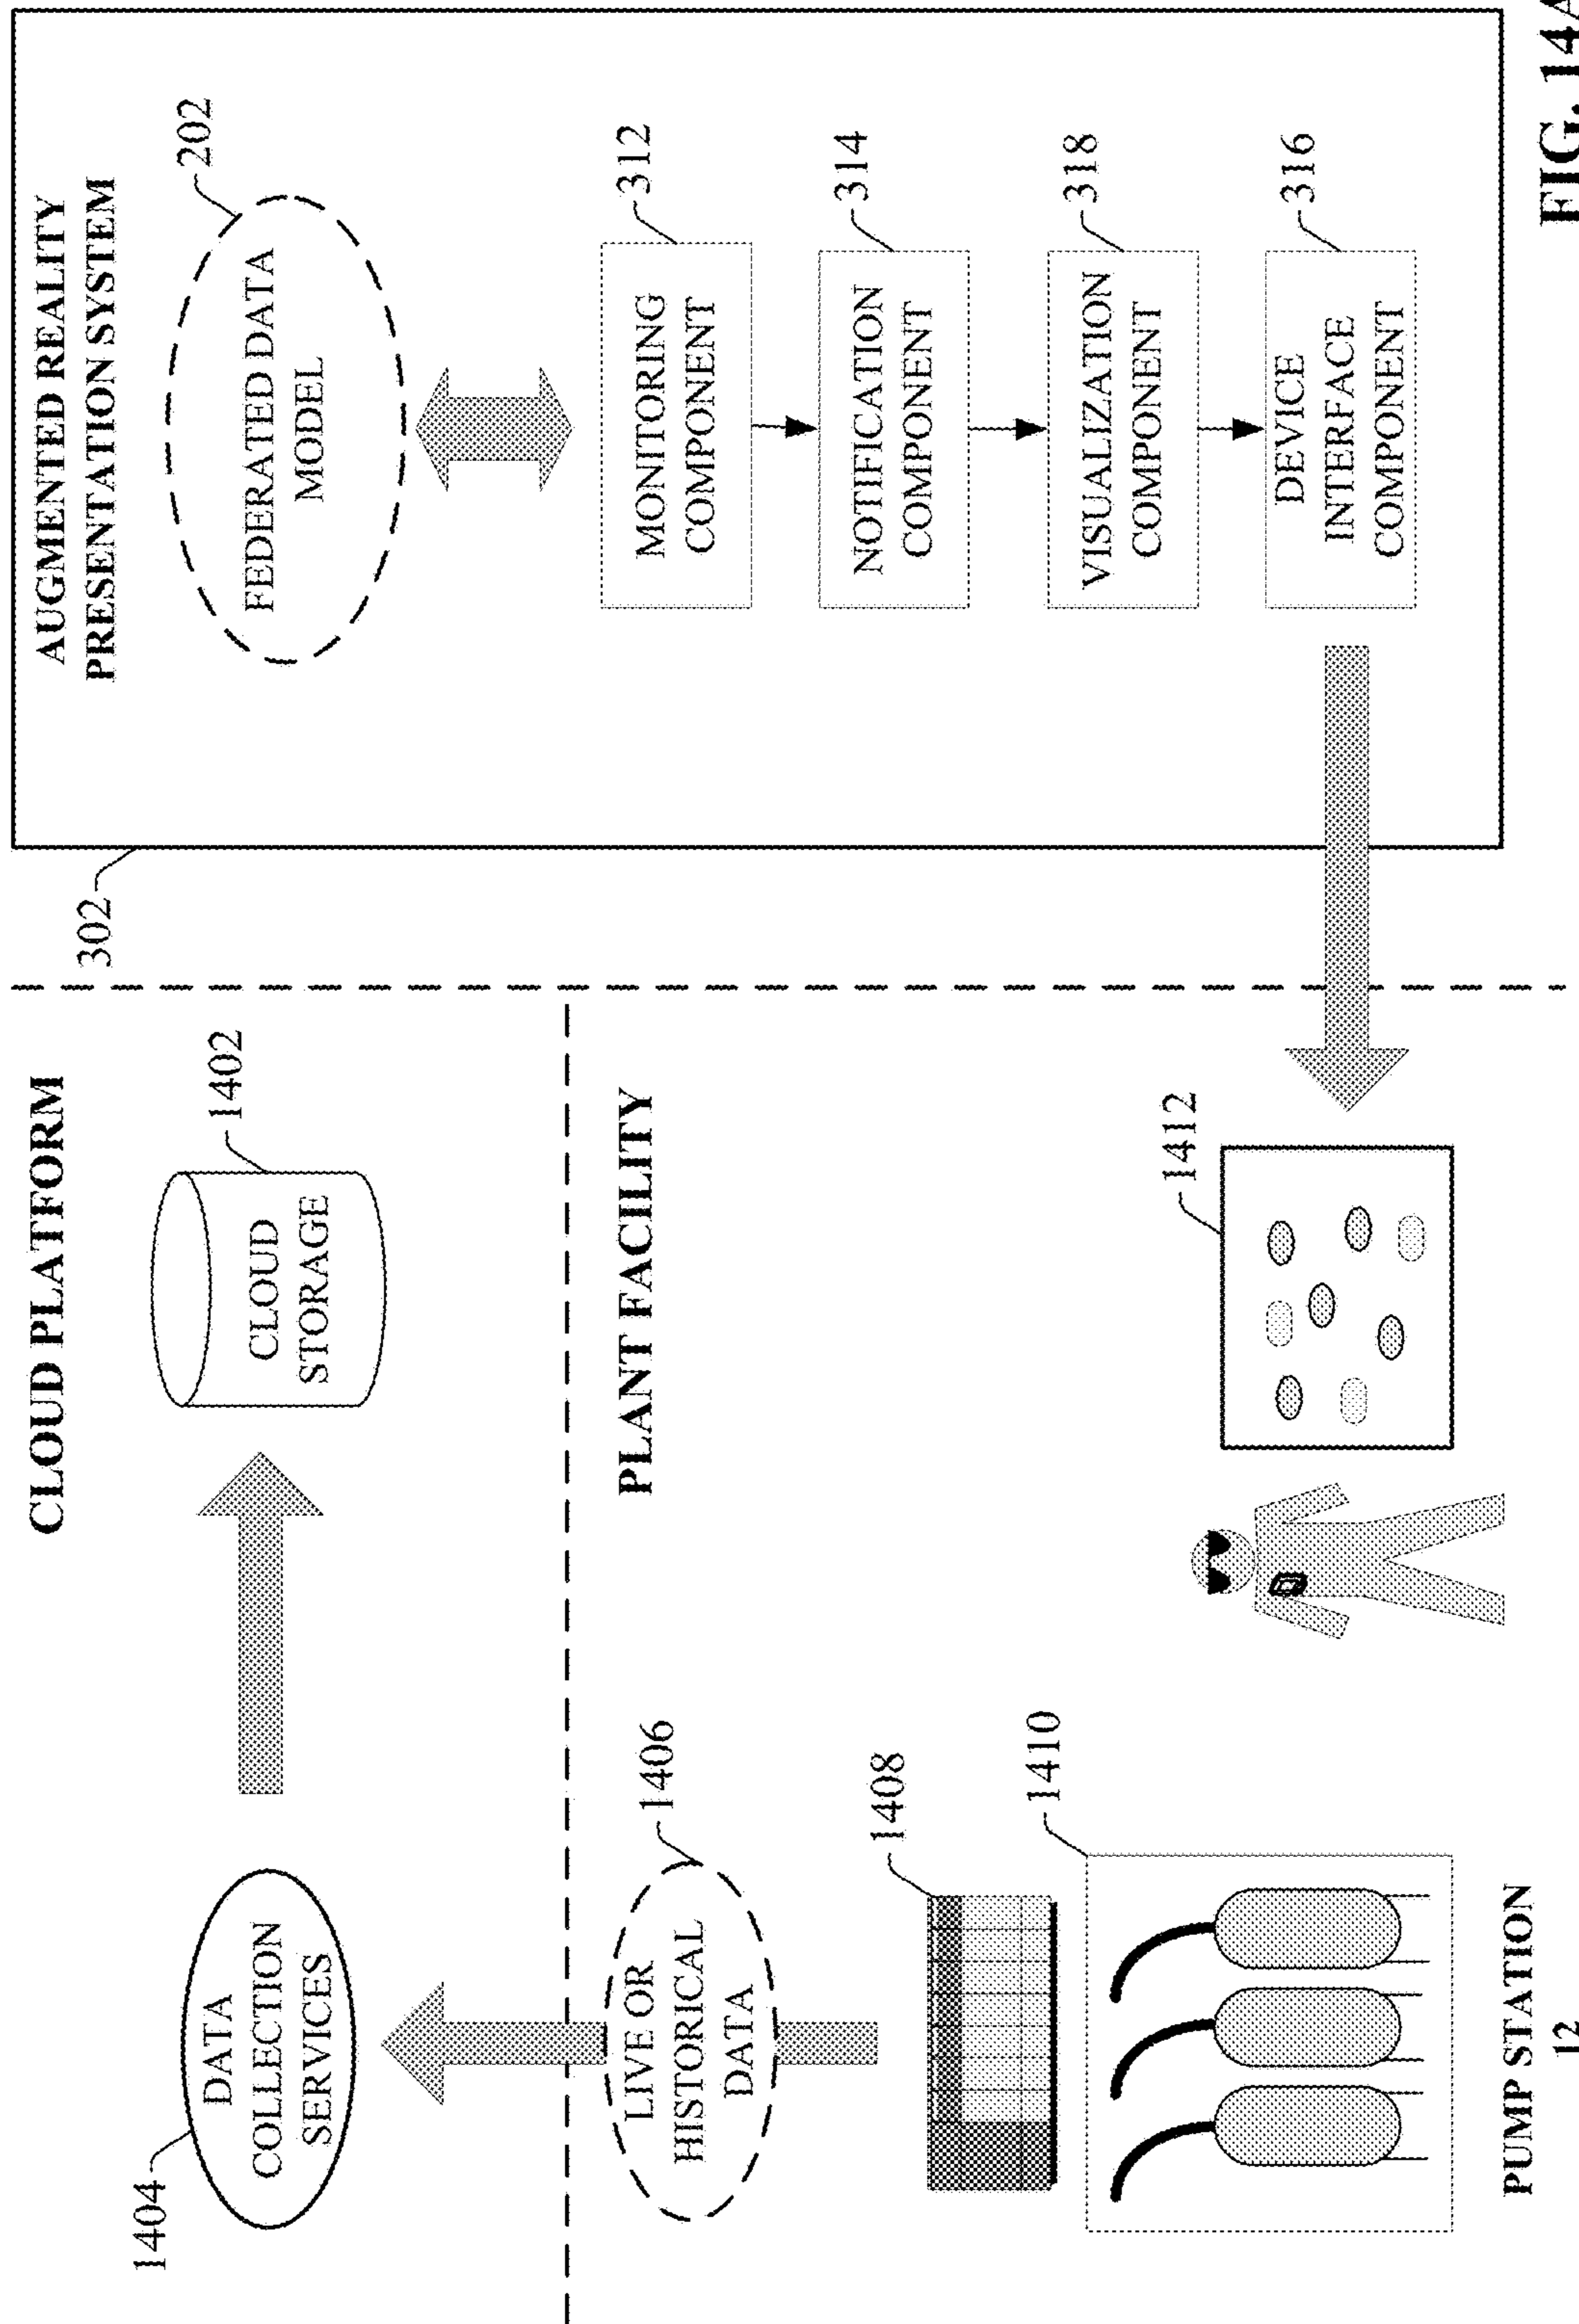 CLOUD PLATFORM
1404
DATA
COLLECTION
SERVICES
CLOUD
STORAGE
1402
PLANT FACILITY
LIVE OR
HISTORICAL
DATA
1406
1408
1410
PUMP STATION
12
1412
302
AUGMENTED REALITY
PRESENTATION SYSTEM
FEDERATED DATA
MODEL
202
MONITORING
COMPONENT
312
NOTIFICATION
COMPONENT
314
VISUALIZATION
COMPONENT
318
DEVICE
INTERFACE
COMPONENT
316
FIG. 14A